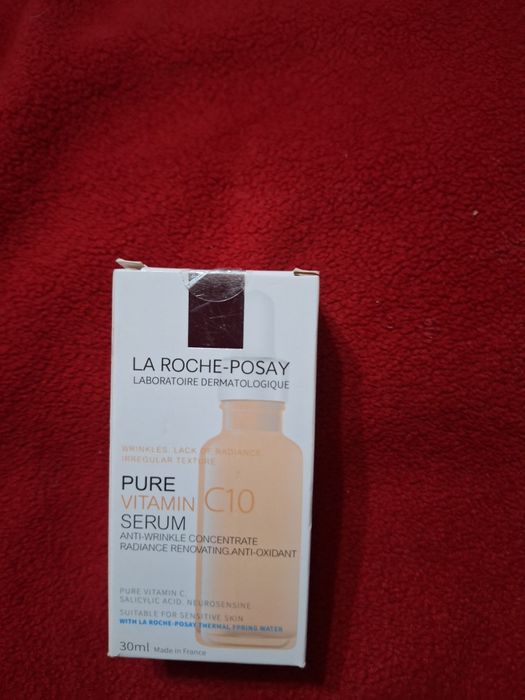 LA ROCHE-POSAY
LABORATOIRE DERMATOLOGIQUE
WRINKLES. LACK OF RADIANCE
IRREGULAR TEXTURE
PURE
VITAMIN C10
SERUM
ANTI-WRINKLE CONCENTRATE
RADIANCE RENOVATING.ANTI-OXIDANT
PURE VITAMIN C.
SALICYLIC ACID. NEUROSENSINE
SUITABLE FOR SENSITIVE SKIN
WITH LA ROCHE-POSAY THERMAL FPRING WATER
30ml Made in France